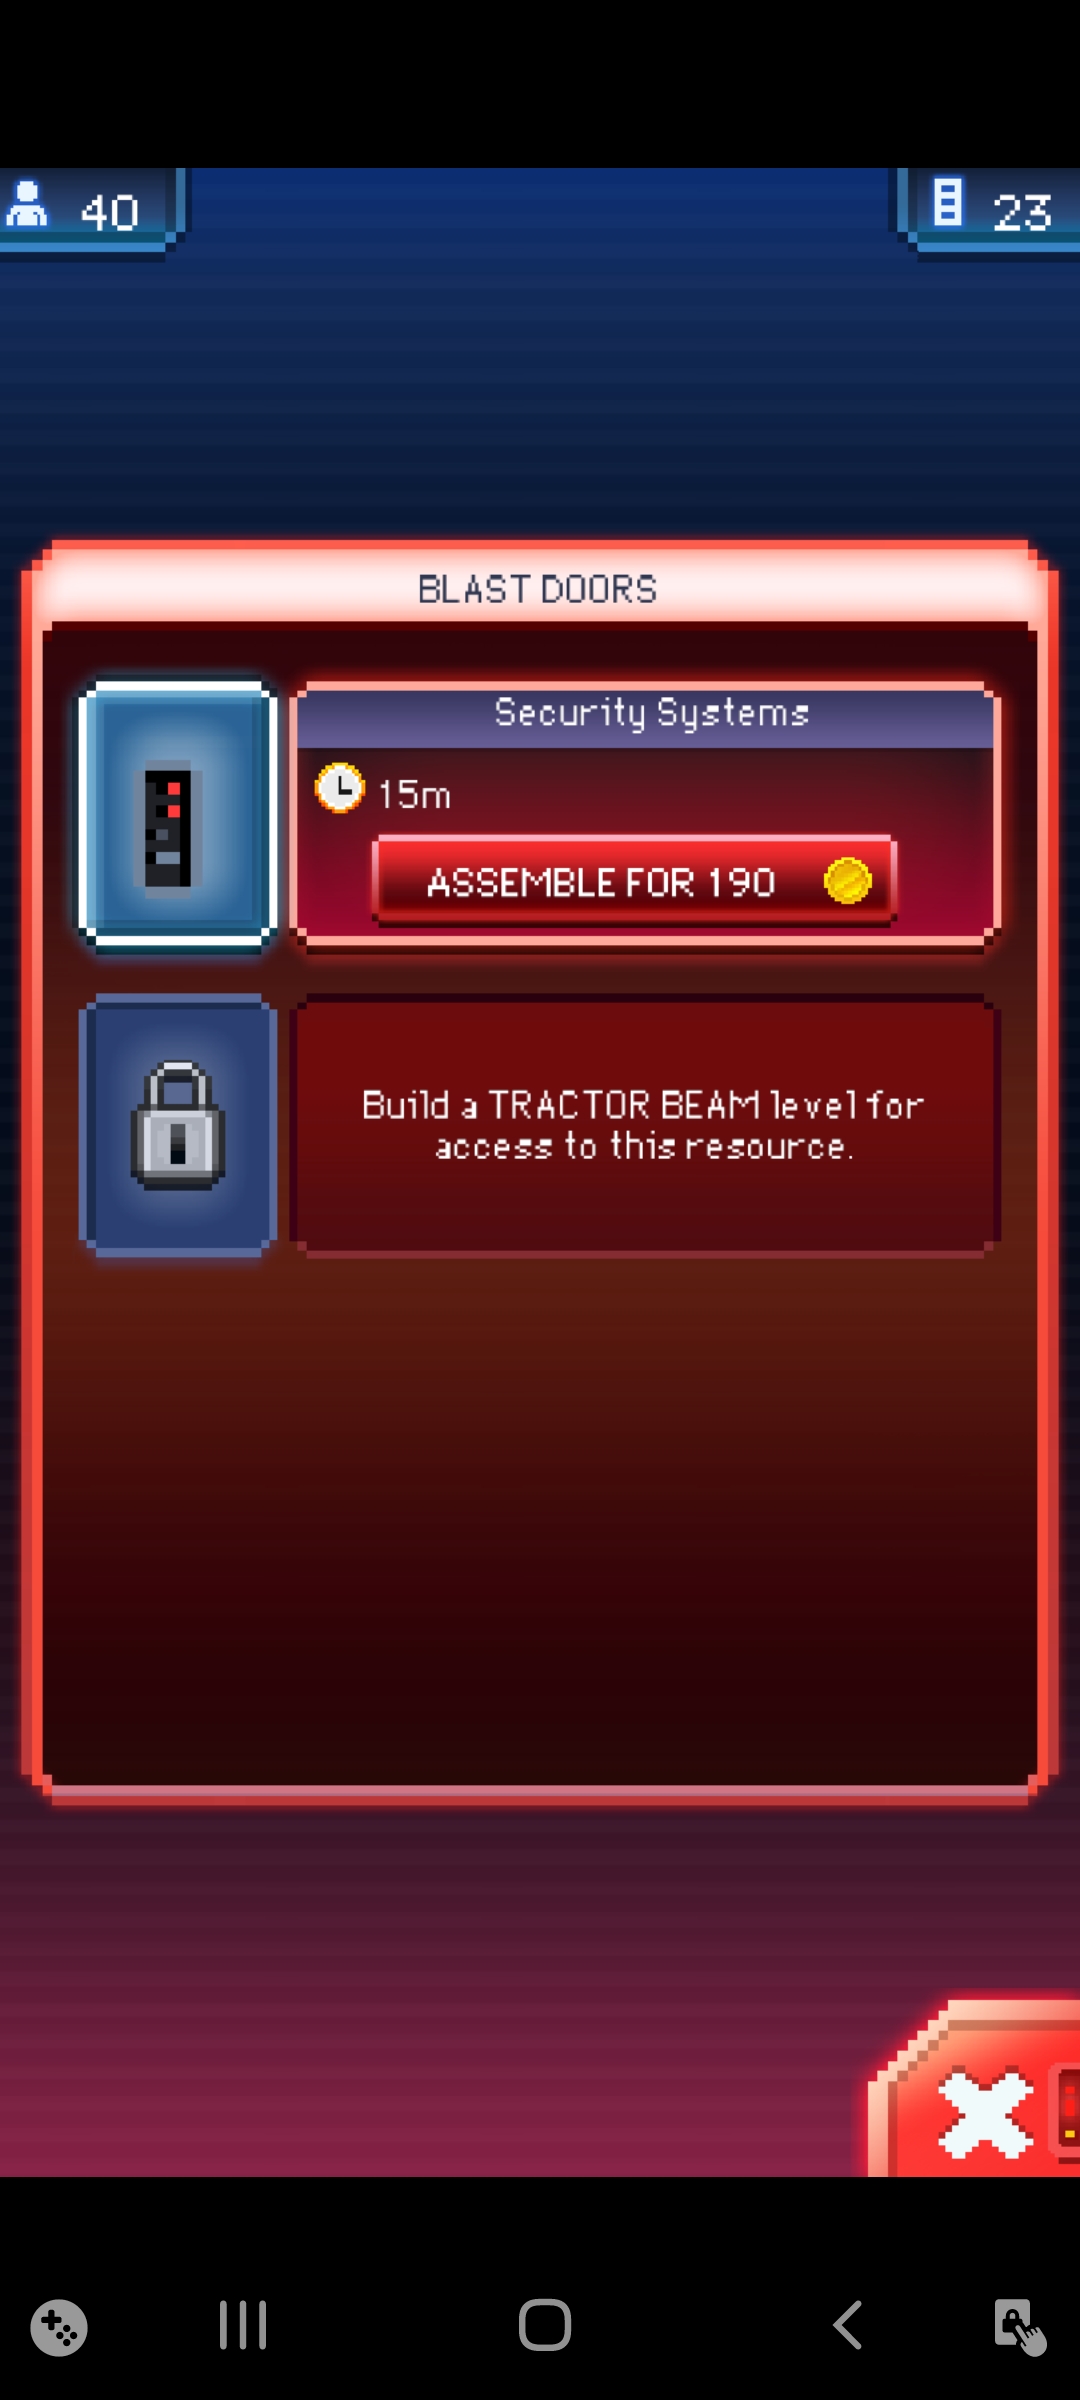 40
23
BLAST DOORS
Security Systems
15m
ASSEMBLE FOR 190
Build a TRACTOR BEAM level for
access to this resource.